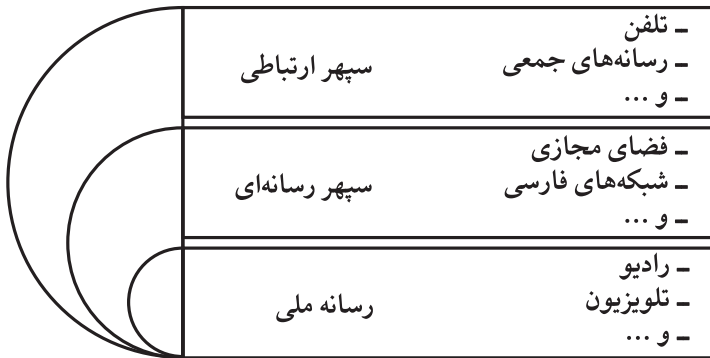 ـ تلفن
ـ رسانه‌های جمعی
ـ و ...
سپهر ارتباطی
ـ فضای مجازی
ـ شبکه‌های فارسی
ـ و ...
سپهر رسانه‌ای
ـ رادیو
ـ تلویزیون
ـ و ...
رسانه ملی